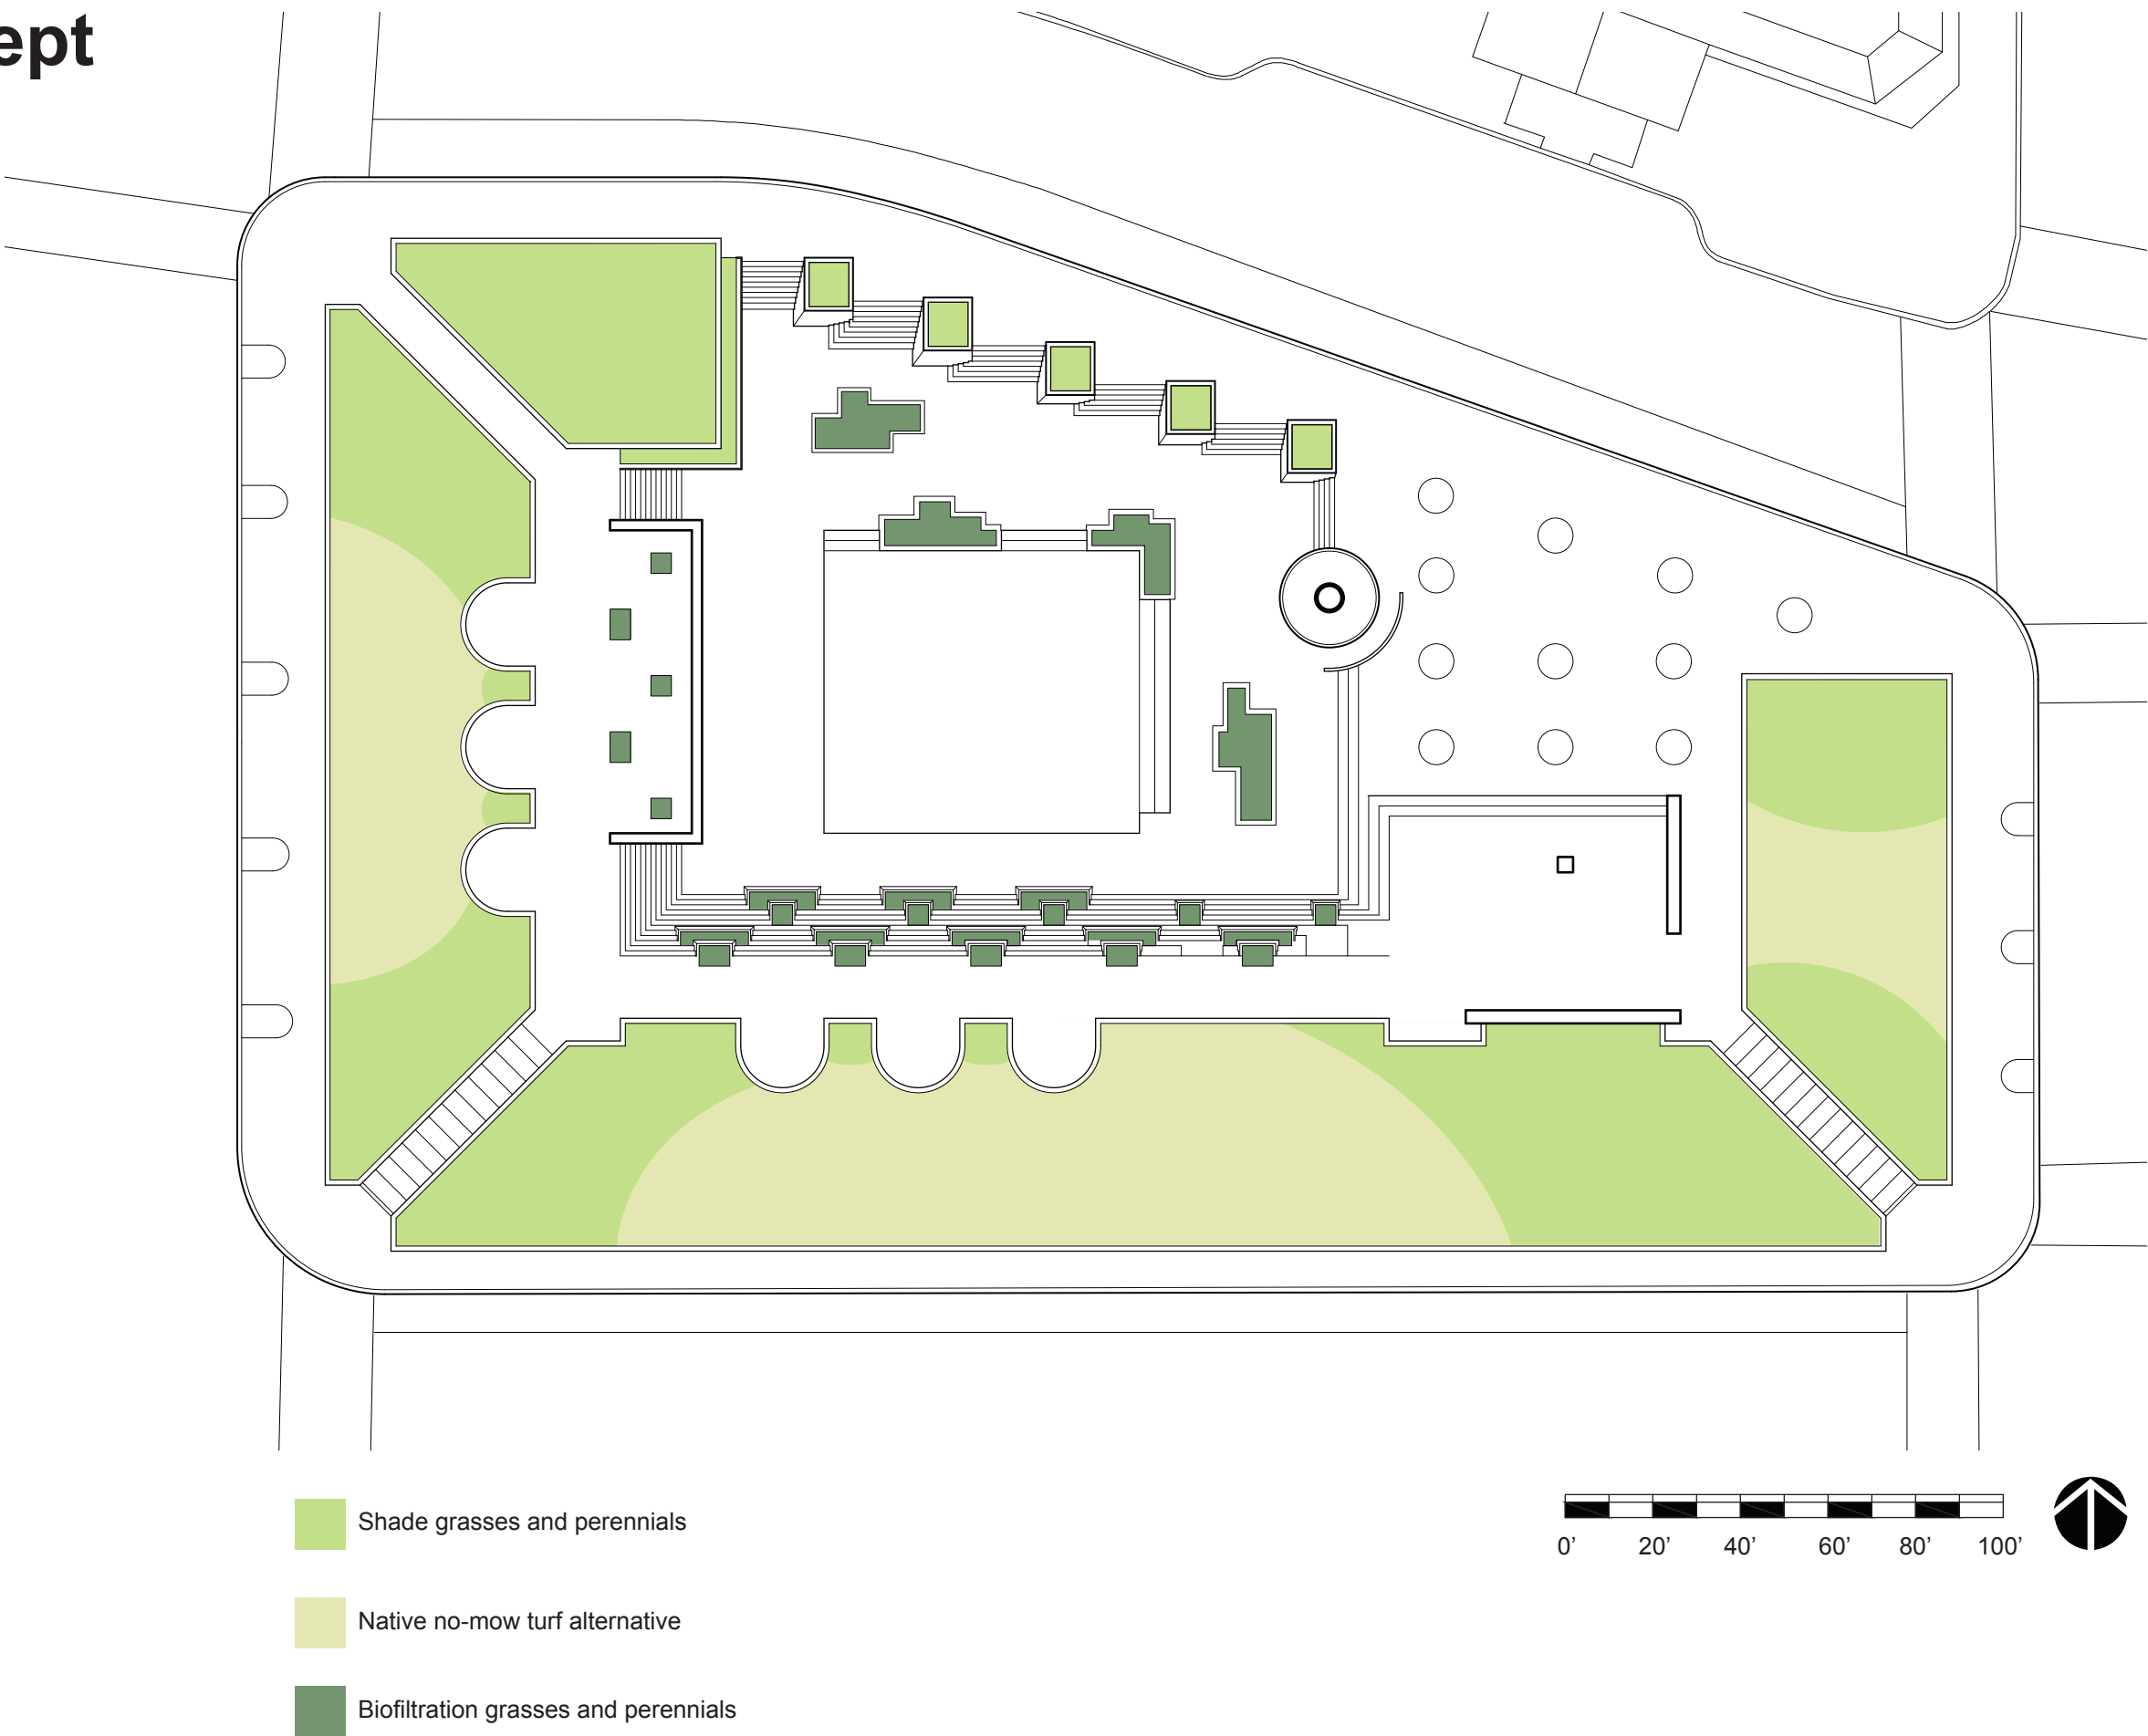 ept
Shade grasses and perennials
0’ 20’ 40’ 60’ 80’ 100’
Native no-mow turf alternative
Biofiltration grasses and perennials